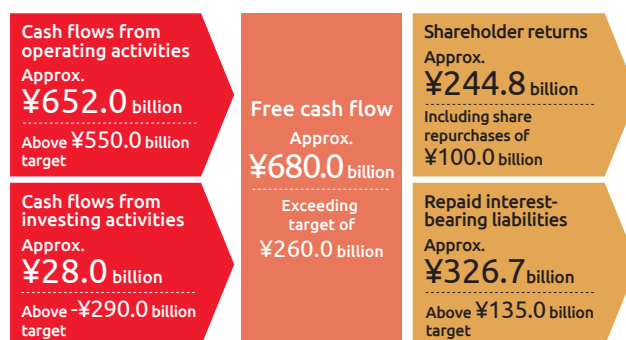 Cash flows from
operating activities
Approx.
¥652.0 billion
Above ¥550.0 billion
target
Cash flows from
investing activities
Approx.
¥28.0 billion
Above -¥290.0 billion
target
Free cash flow
Approx.
¥680.0 billion
Exceeding
target of
¥260.0 billion
Shareholder returns
Approx.
¥244.8 billion
Including share
repurchases of
¥100.0 billion
Repaid interest-
bearing liabilities
Approx.
¥326.7 billion
Above ¥135.0 billion
target